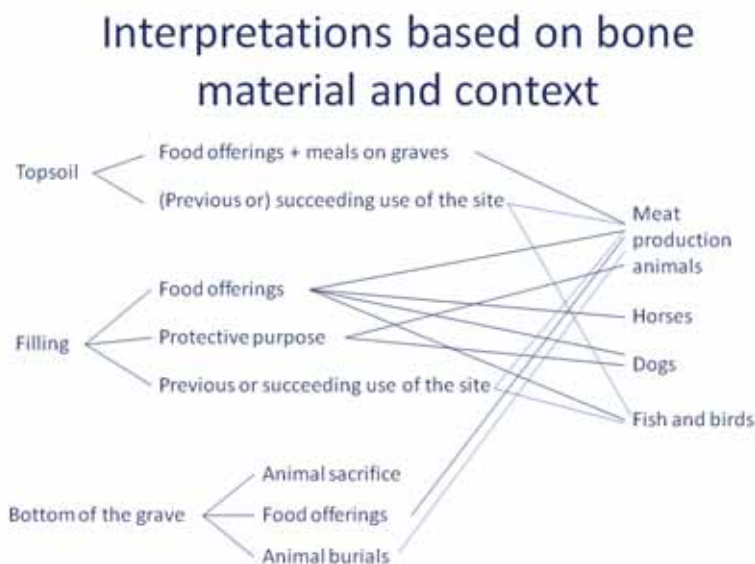 Interpretations based on bone
material and context
Topsoil
Food offerings + meals on graves
(Previous or) succeeding use of the site
Meat
production
animals
Filling
Food offerings
Protective purpose
Previous or succeeding use of the site
Horses
Dogs
Fish and birds
Bottom of the grave
Animal sacrifice
Food offerings
Animal burials